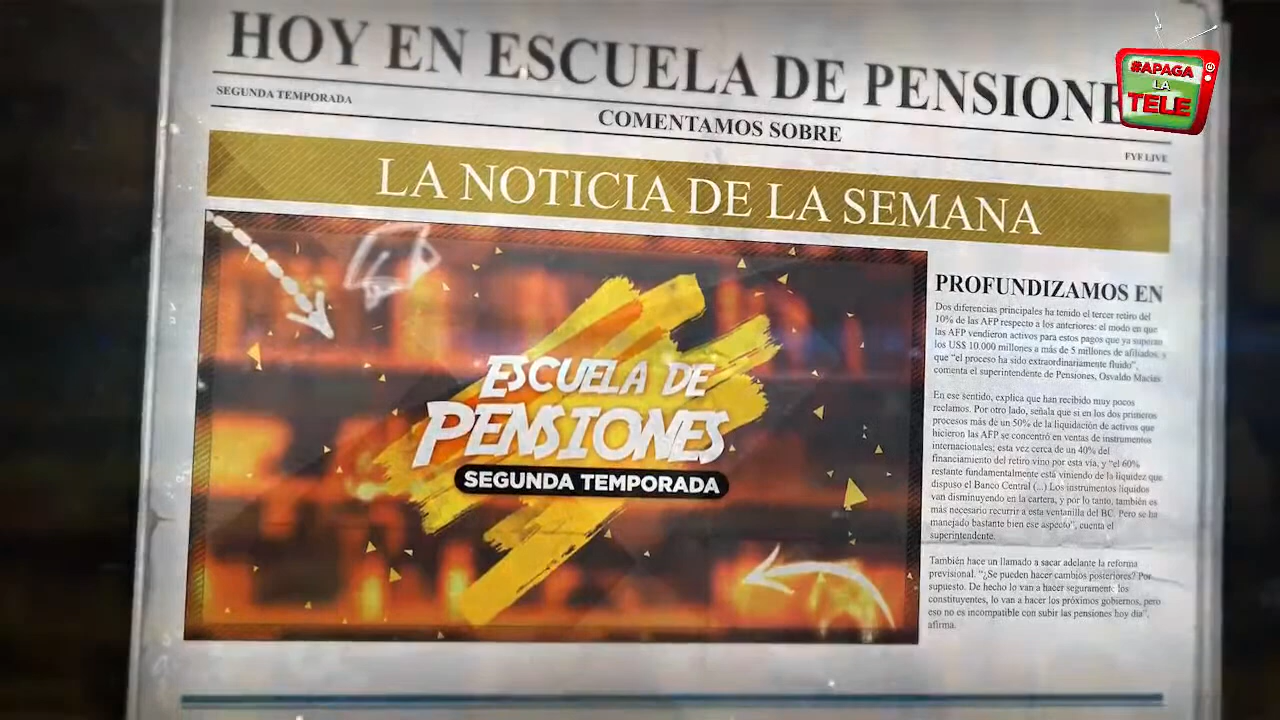 HOY EN ESCUELA DE PENSIONE
#APAGA
LA
TELE
SEGUNDA TEMPORADA
COMENTAMOS SOBRE
FYF LIVE
LA NOTICIA DE LA SEMANA
ESCUELA DE
PENSIONES
SEGUNDA TEMPORADA
PROFUNDIZAMOS EN
Dos diferencias principales ha tenido el tercer retiro del
10% de las AFP respecto a los anteriores: el modo en que
las AFP vendieron activos para estos pagos que ya superan
los US$ 10.000 millones a más de 5 millones de afiliados, y
que “el proceso ha sido extraordinariamente fluido”,
comenta el superintendente de Pensiones, Osvaldo Macías
En ese sentido, explica que han recibido muy pocos
reclamos. Por otro lado, señala que si en los dos primeros
procesos más de un 50% de la liquidación de activos que
hicieron las AFP se concentró en ventas de instrumentos
internacionales; esta vez cerca de un 40% del
financiamiento del retiro vino por esta vía, y “el 60%
restante fundamentalmente está viniendo de la liquidez que
dispuso el Banco Central (...) Los instrumentos líquidos
van disminuyendo en la cartera, y por lo tanto, también es
más necesario recurrir a esta ventanilla del BC. Pero se ha
manejado bastante bien ese aspecto”, cuenta el
superintendente.
También hace un llamado a sacar adelante la reforma
previsional. “¿Se pueden hacer cambios posteriores? Por
supuesto. De hecho lo van a hacer seguramente los
constituyentes, lo van a hacer los próximos gobiernos, pero
eso no es incompatible con subir las pensiones hoy día”,
afirma.